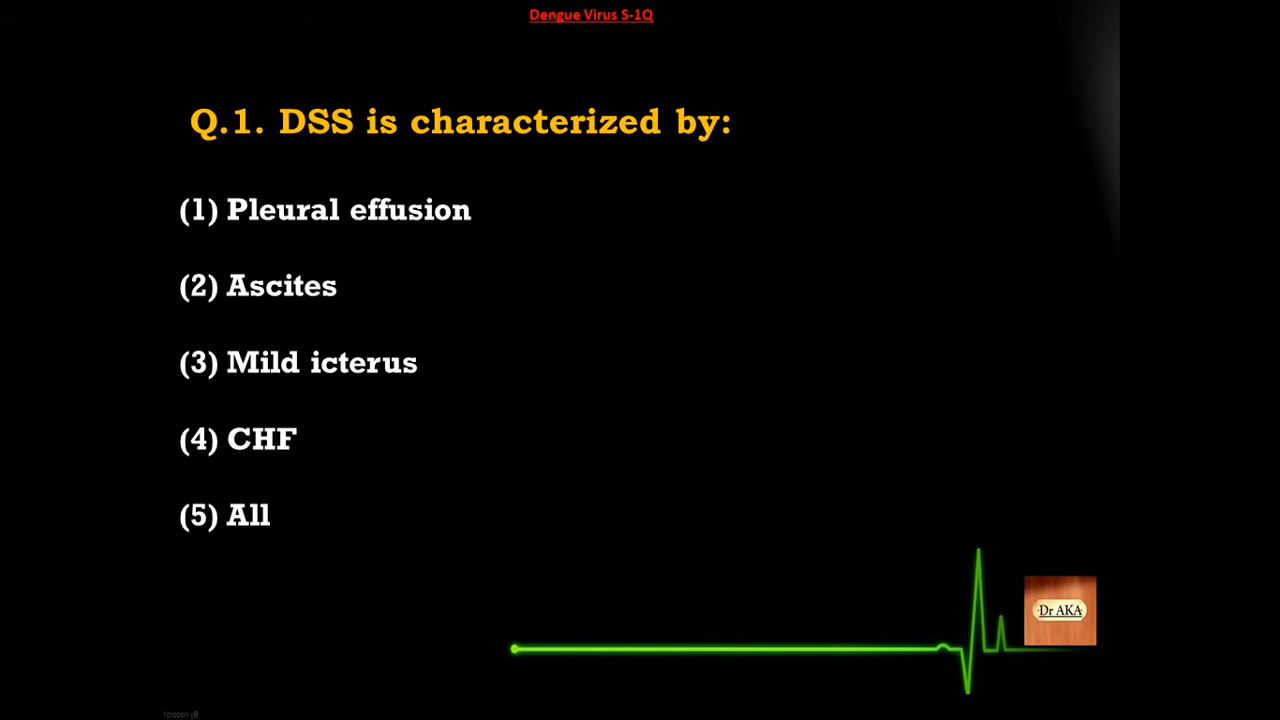 Dengue Virus S-1Q
Q.1. DSS is characterized by:
(1) Pleural effusion
(2) Ascites
(3) Mild icterus
(4) CHF
(5) All
Dr AKA